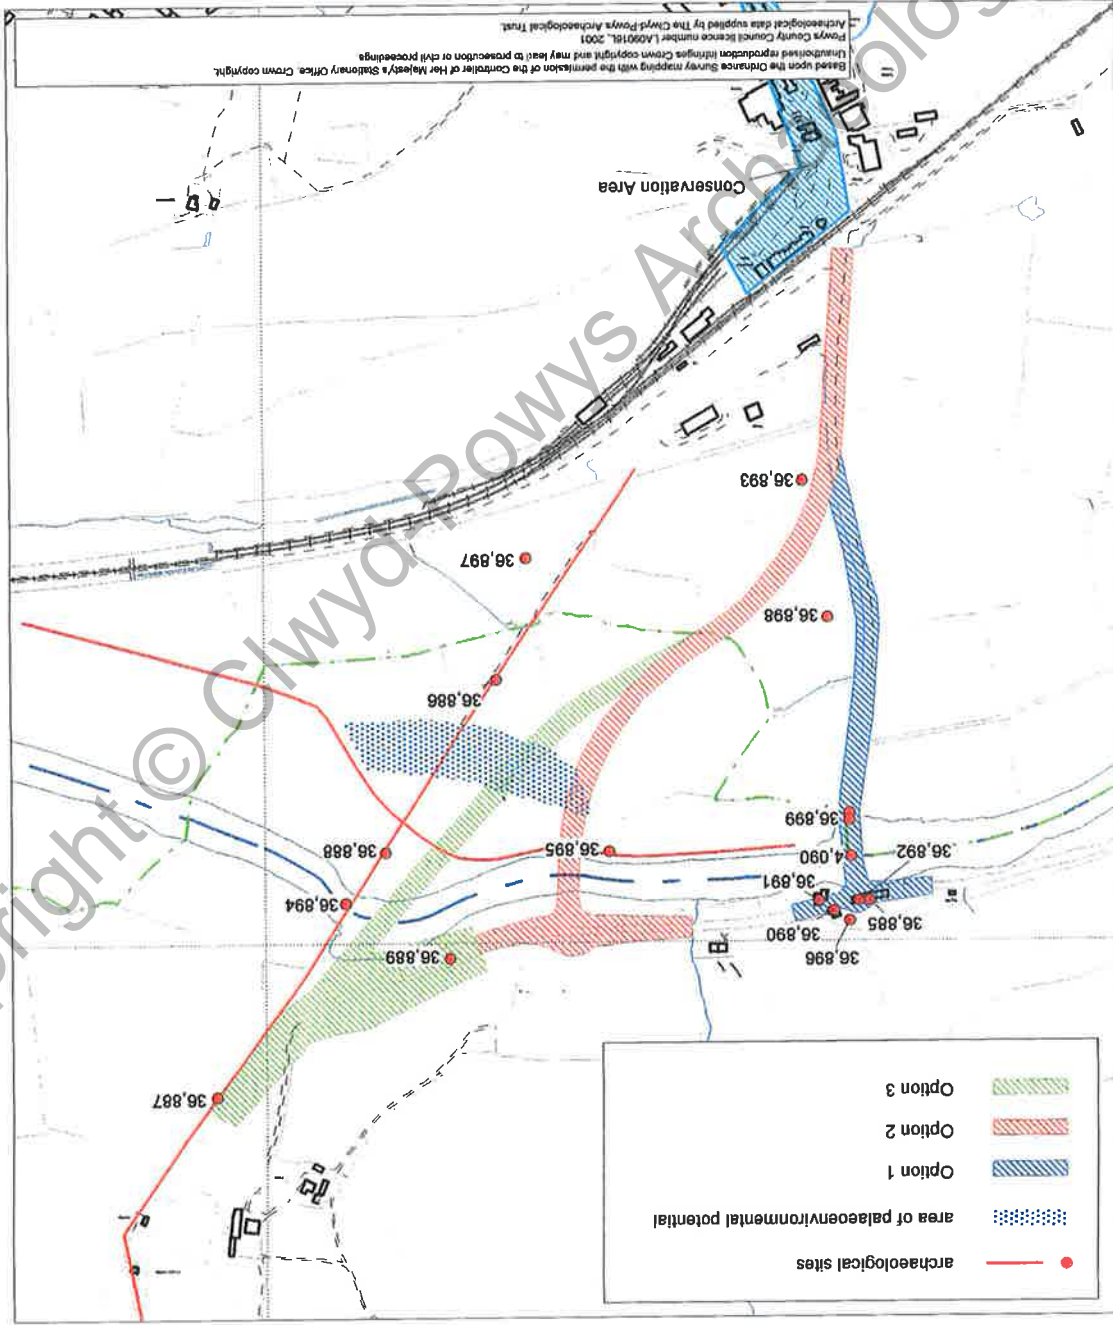 archaeological sites
area of palaeoenvironmental potential
Option 1
Option 2
Option 3
36,887
36,889
36,894
36,888
36,895
36,896
36,885
36,890
36,891
36,892
4,090
36,899
36,886
36,898
36,897
36,893
Conservation Area
Based upon the Ordnance Survey mapping with the permission of the Controller of Her Majesty's Stationary Office, Crown copyright.
Unauthorised reproduction infringes Crown copyright and may lead to prosecution or civil proceedings
Powys County Council licence number LA09016L, 2001
Archaeological data supplied by The Clwyd-Powys Archaeological Trust.
© Clwyd-Powys